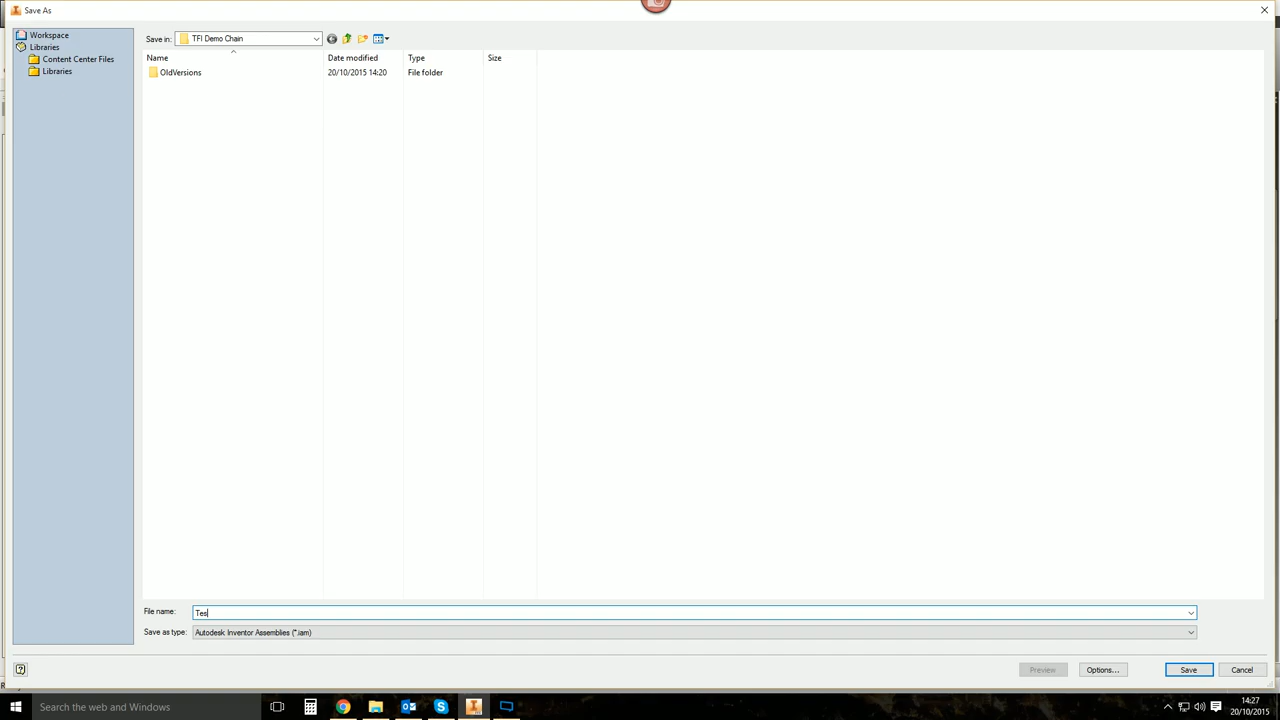 Save As
Workspace
Libraries
Content Center Files
Libraries
Save in: TFI Demo Chain
Name Date modified Type Size
OldVersions 20/10/2015 14:20 File folder
File name: Tes
Save as type: Autodesk Inventor Assemblies (*.iam)
Preview Options... Save Cancel
Search the web and Windows
14:27
20/10/2015